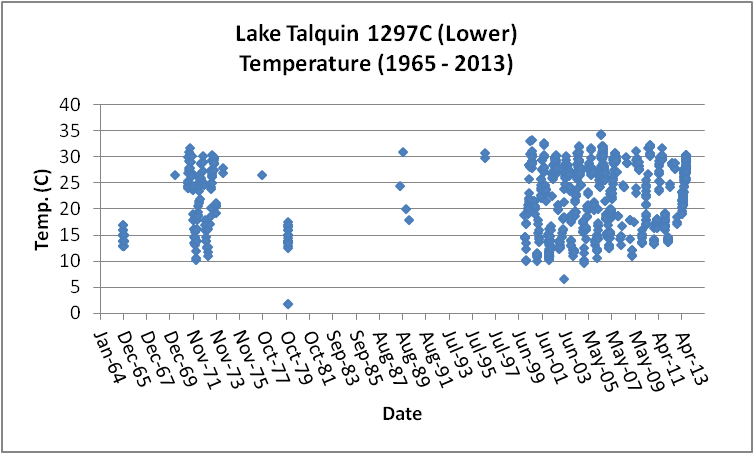 Lake Talquin 1297C (Lower)
Temperature (1965 - 2013)
Temp. (C)
40
35
30
25
20
15
10
5
0
Jan-64
Dec-65
Dec-67
Dec-69
Nov-71
Nov-73
Nov-75
Oct-77
Oct-79
Oct-81
Sep-83
Sep-85
Aug-87
Aug-89
Aug-91
Jul-93
Jul-95
Jul-97
Jun-99
Jun-01
Jun-03
May-05
May-07
May-09
Apr-11
Apr-13
Date